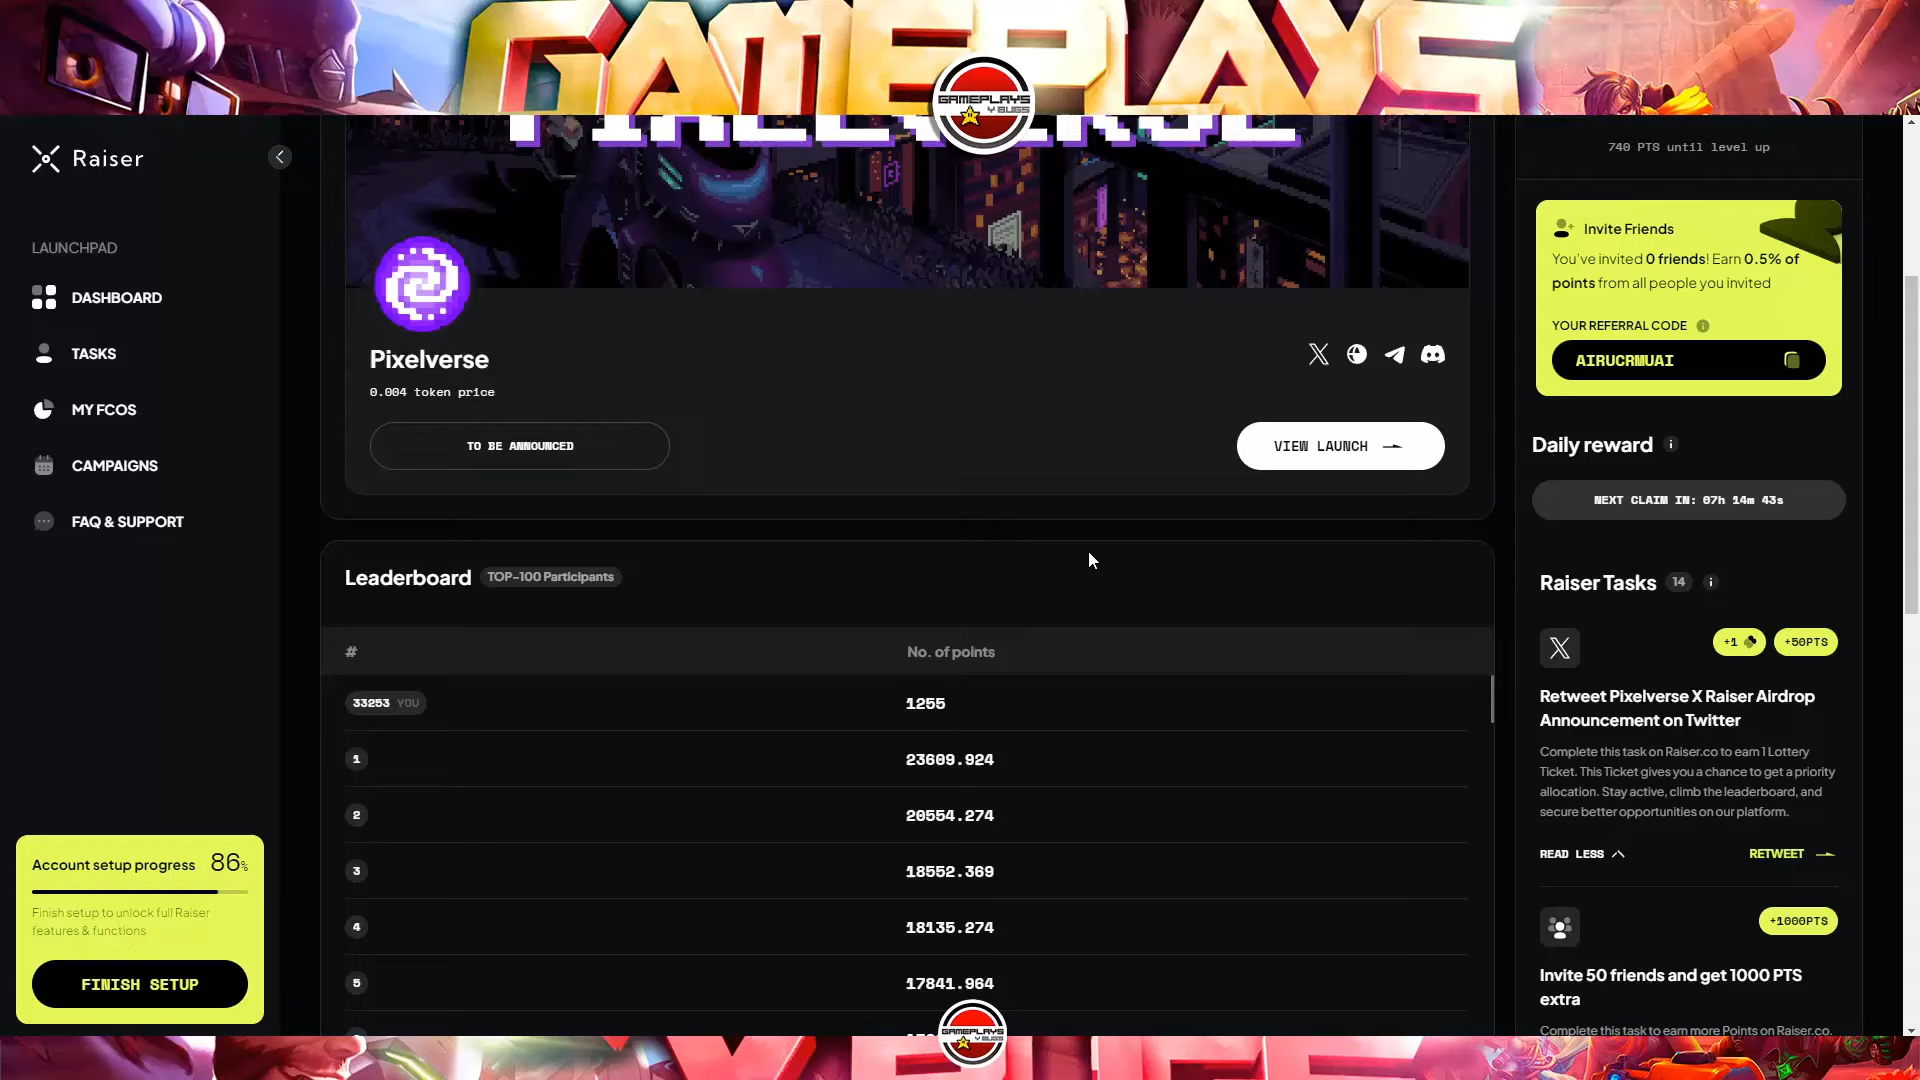 GAMEPLAYS
GAMEPLAYS
Y BUGS
PIXELVERSE
Raiser
740 PTS until level up
LAUNCHPAD
DASHBOARD
TASKS
MY FCOS
CAMPAIGNS
FAQ & SUPPORT
Account setup progress 86%
Finish setup to unlock full Raiser
features & functions
FINISH SETUP
Pixelverse
0.004 token price
TO BE ANNOUNCED
VIEW LAUNCH
Leaderboard TOP-100 Participants
# No. of points
33253 YOU 1255
1 23609.924
2 20554.274
3 18552.369
4 18135.274
5 17841.964
Invite Friends
You've invited 0 friends! Earn 0.5% of
points from all people you invited
YOUR REFERRAL CODE
AIRUCRMUAI
Daily reward
NEXT CLAIM IN: 07h 14m 43s
Raiser Tasks 14
+1 +50PTS
Retweet Pixelverse X Raiser Airdrop
Announcement on Twitter
Complete this task on Raiser.co to earn 1 Lottery
Ticket. This Ticket gives you a chance to get a priority
allocation. Stay active, climb the leaderboard, and
secure better opportunities on our platform.
READ LESS RETWEET
+1000PTS
Invite 50 friends and get 1000 PTS
extra
Complete this task to earn more Points on Raiser.co.
GAMEPLAYS
Y BUGS